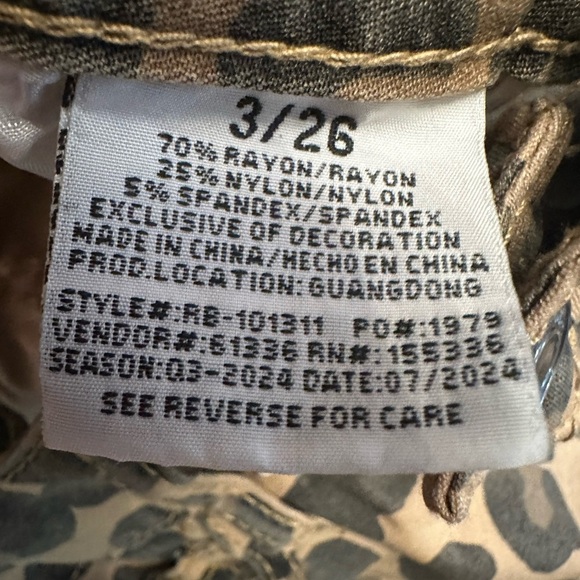 3/26
70% RAYON/RAYON
25% NYLON/NYLON
5% SPANDEX/SPANDEX
EXCLUSIVE OF DECORATION
MADE IN CHINA/HECHO EN CHINA
PROD.LOCATION: GUANGDONG
STYLE#:RB-101311 PO#:1979
VENDOR#:61336 RN#:155336
SEASON:Q3-2024 DATE:07/2024
SEE REVERSE FOR CARE